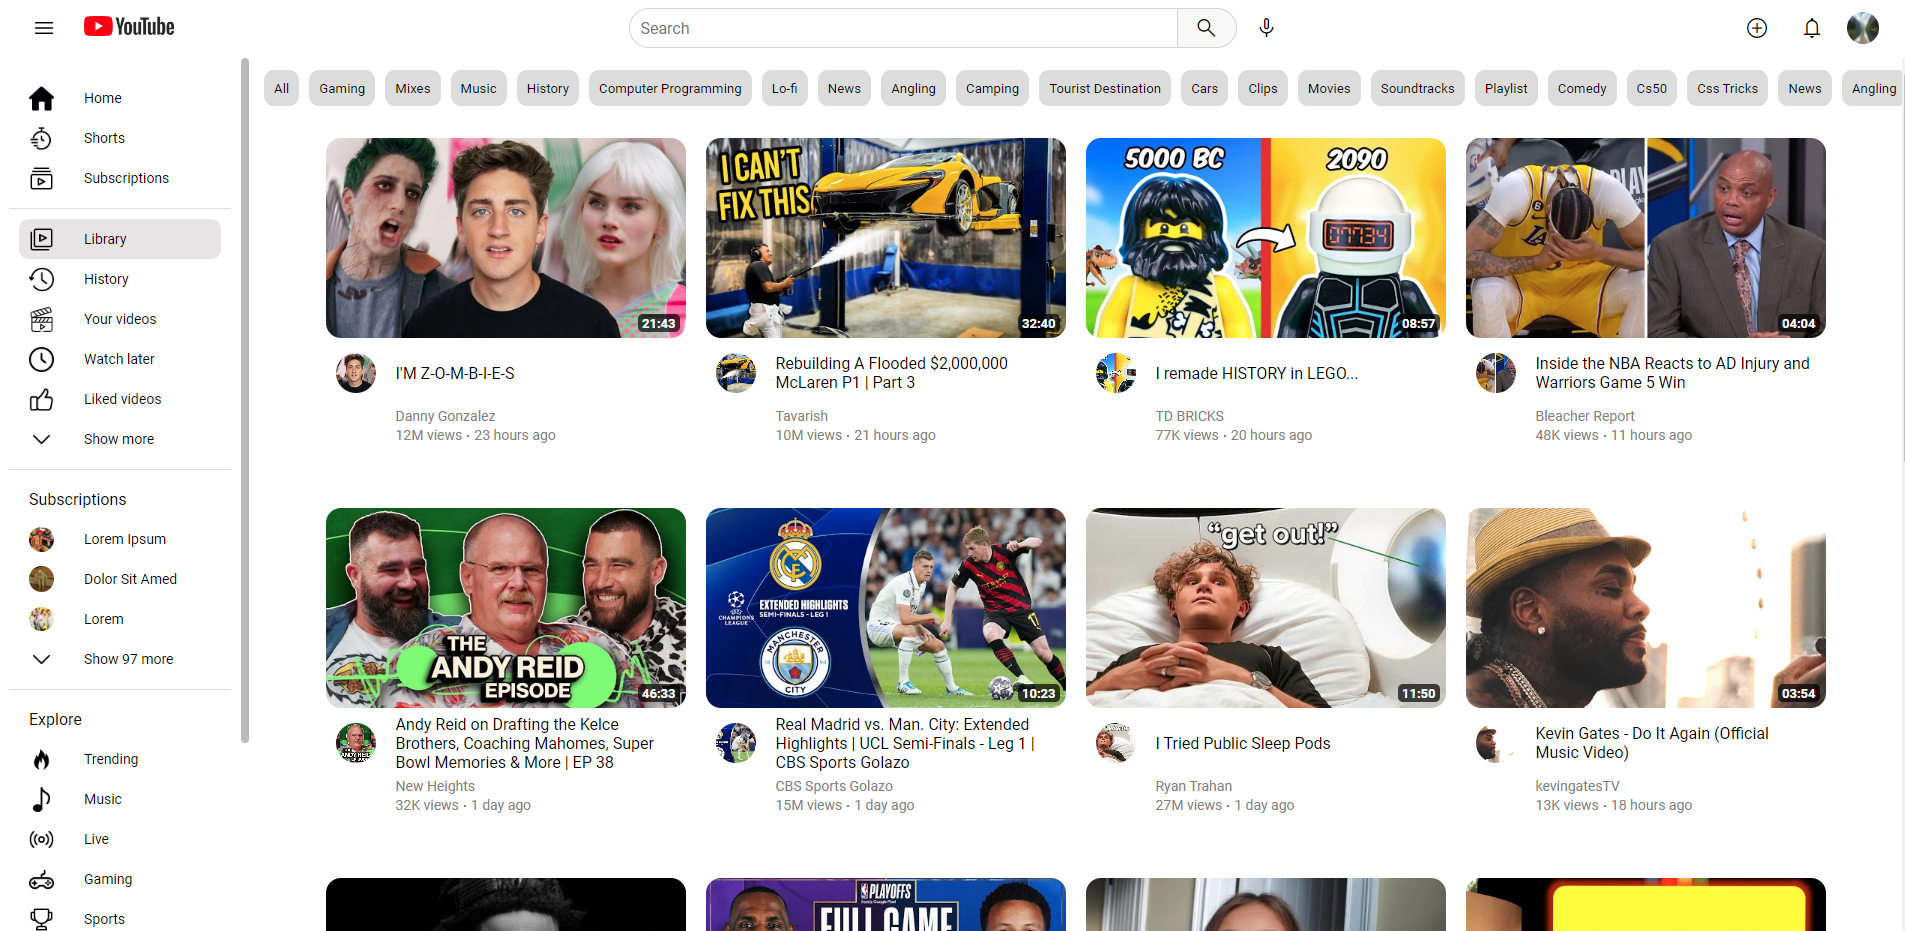 YouTube
Search
Home
Shorts
Subscriptions
Library
History
Your videos
Watch later
Liked videos
Show more
Subscriptions
Lorem Ipsum
Dolor Sit Amed
Lorem
Show 97 more
Explore
Trending
Music
Live
Gaming
Sports
All
Gaming
Mixes
Music
History
Computer Programming
Lo-fi
News
Angling
Camping
Tourist Destination
Cars
Clips
Movies
Soundtracks
Playlist
Comedy
Cs50
Css Tricks
News
Angling
21:43
I'M Z-O-M-B-I-E-S
Danny Gonzalez
12M views · 23 hours ago
I CAN'T
FIX THIS
32:40
Rebuilding A Flooded $2,000,000
McLaren P1 | Part 3
Tavarish
10M views · 21 hours ago
5000 BC
2090
08:57
I remade HISTORY in LEGO...
TD BRICKS
77K views · 20 hours ago
04:04
Inside the NBA Reacts to AD Injury and
Warriors Game 5 Win
Bleacher Report
48K views · 11 hours ago
THE
ANDY REID
EPISODE
46:33
Andy Reid on Drafting the Kelce
Brothers, Coaching Mahomes, Super
Bowl Memories & More | EP 38
New Heights
32K views · 1 day ago
UEFA
CHAMPIONS
LEAGUE
EXTENDED HIGHLIGHTS
SEMI-FINALS - LEG 1
MANCHESTER
CITY
17
10:23
Real Madrid vs. Man. City: Extended
Highlights | UCL Semi-Finals - Leg 1 |
CBS Sports Golazo
CBS Sports Golazo
15M views · 1 day ago
“get out!”
11:50
I Tried Public Sleep Pods
Ryan Trahan
27M views · 1 day ago
03:54
Kevin Gates - Do It Again (Official
Music Video)
kevingatesTV
13K views · 18 hours ago
PLAYOFFS
FULL GAME